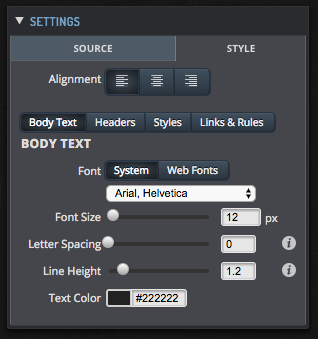 SETTINGS
SOURCE STYLE
Alignment
Body Text Headers Styles Links & Rules
BODY TEXT
Font System Web Fonts
Arial, Helvetica
Font Size 12 px
Letter Spacing 0 i
Line Height 1.2 i
Text Color #222222